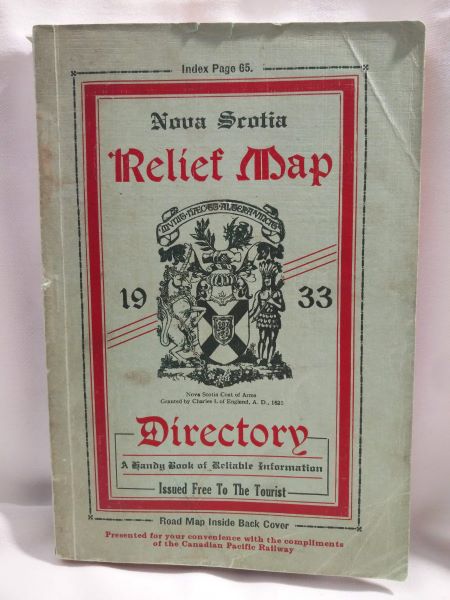 Index Page 65.
Nova Scotia
Relief Map
MUNIT HÆC ET ALTERA VINCIT
19 33
Nova Scotia Coat of Arms
Granted by Charles I. of England, A. D., 1625
Directory
A Handy Book of Reliable Information
Issued Free To The Tourist
Road Map Inside Back Cover
Presented for your convenience with the compliments
of the Canadian Pacific Railway